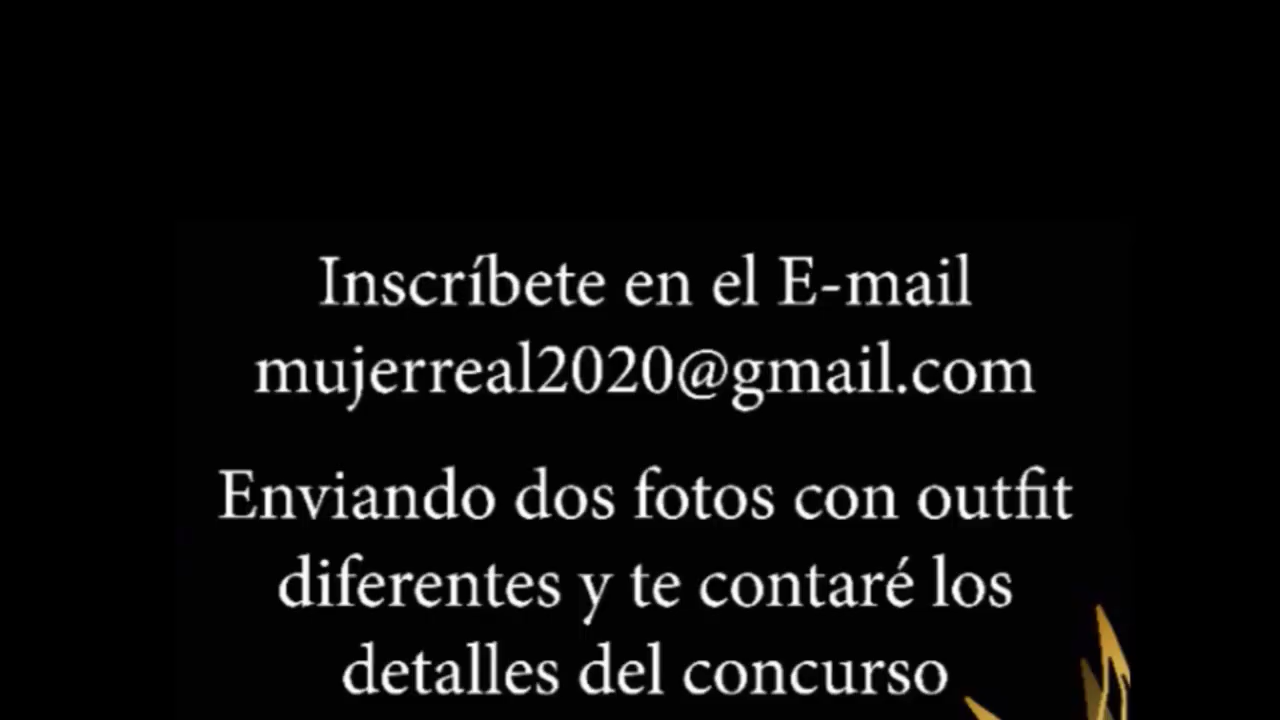 Inscríbete en el E-mail
mujerreal2020@gmail.com
Enviando dos fotos con outfit
diferentes y te contaré los
detalles del concurso